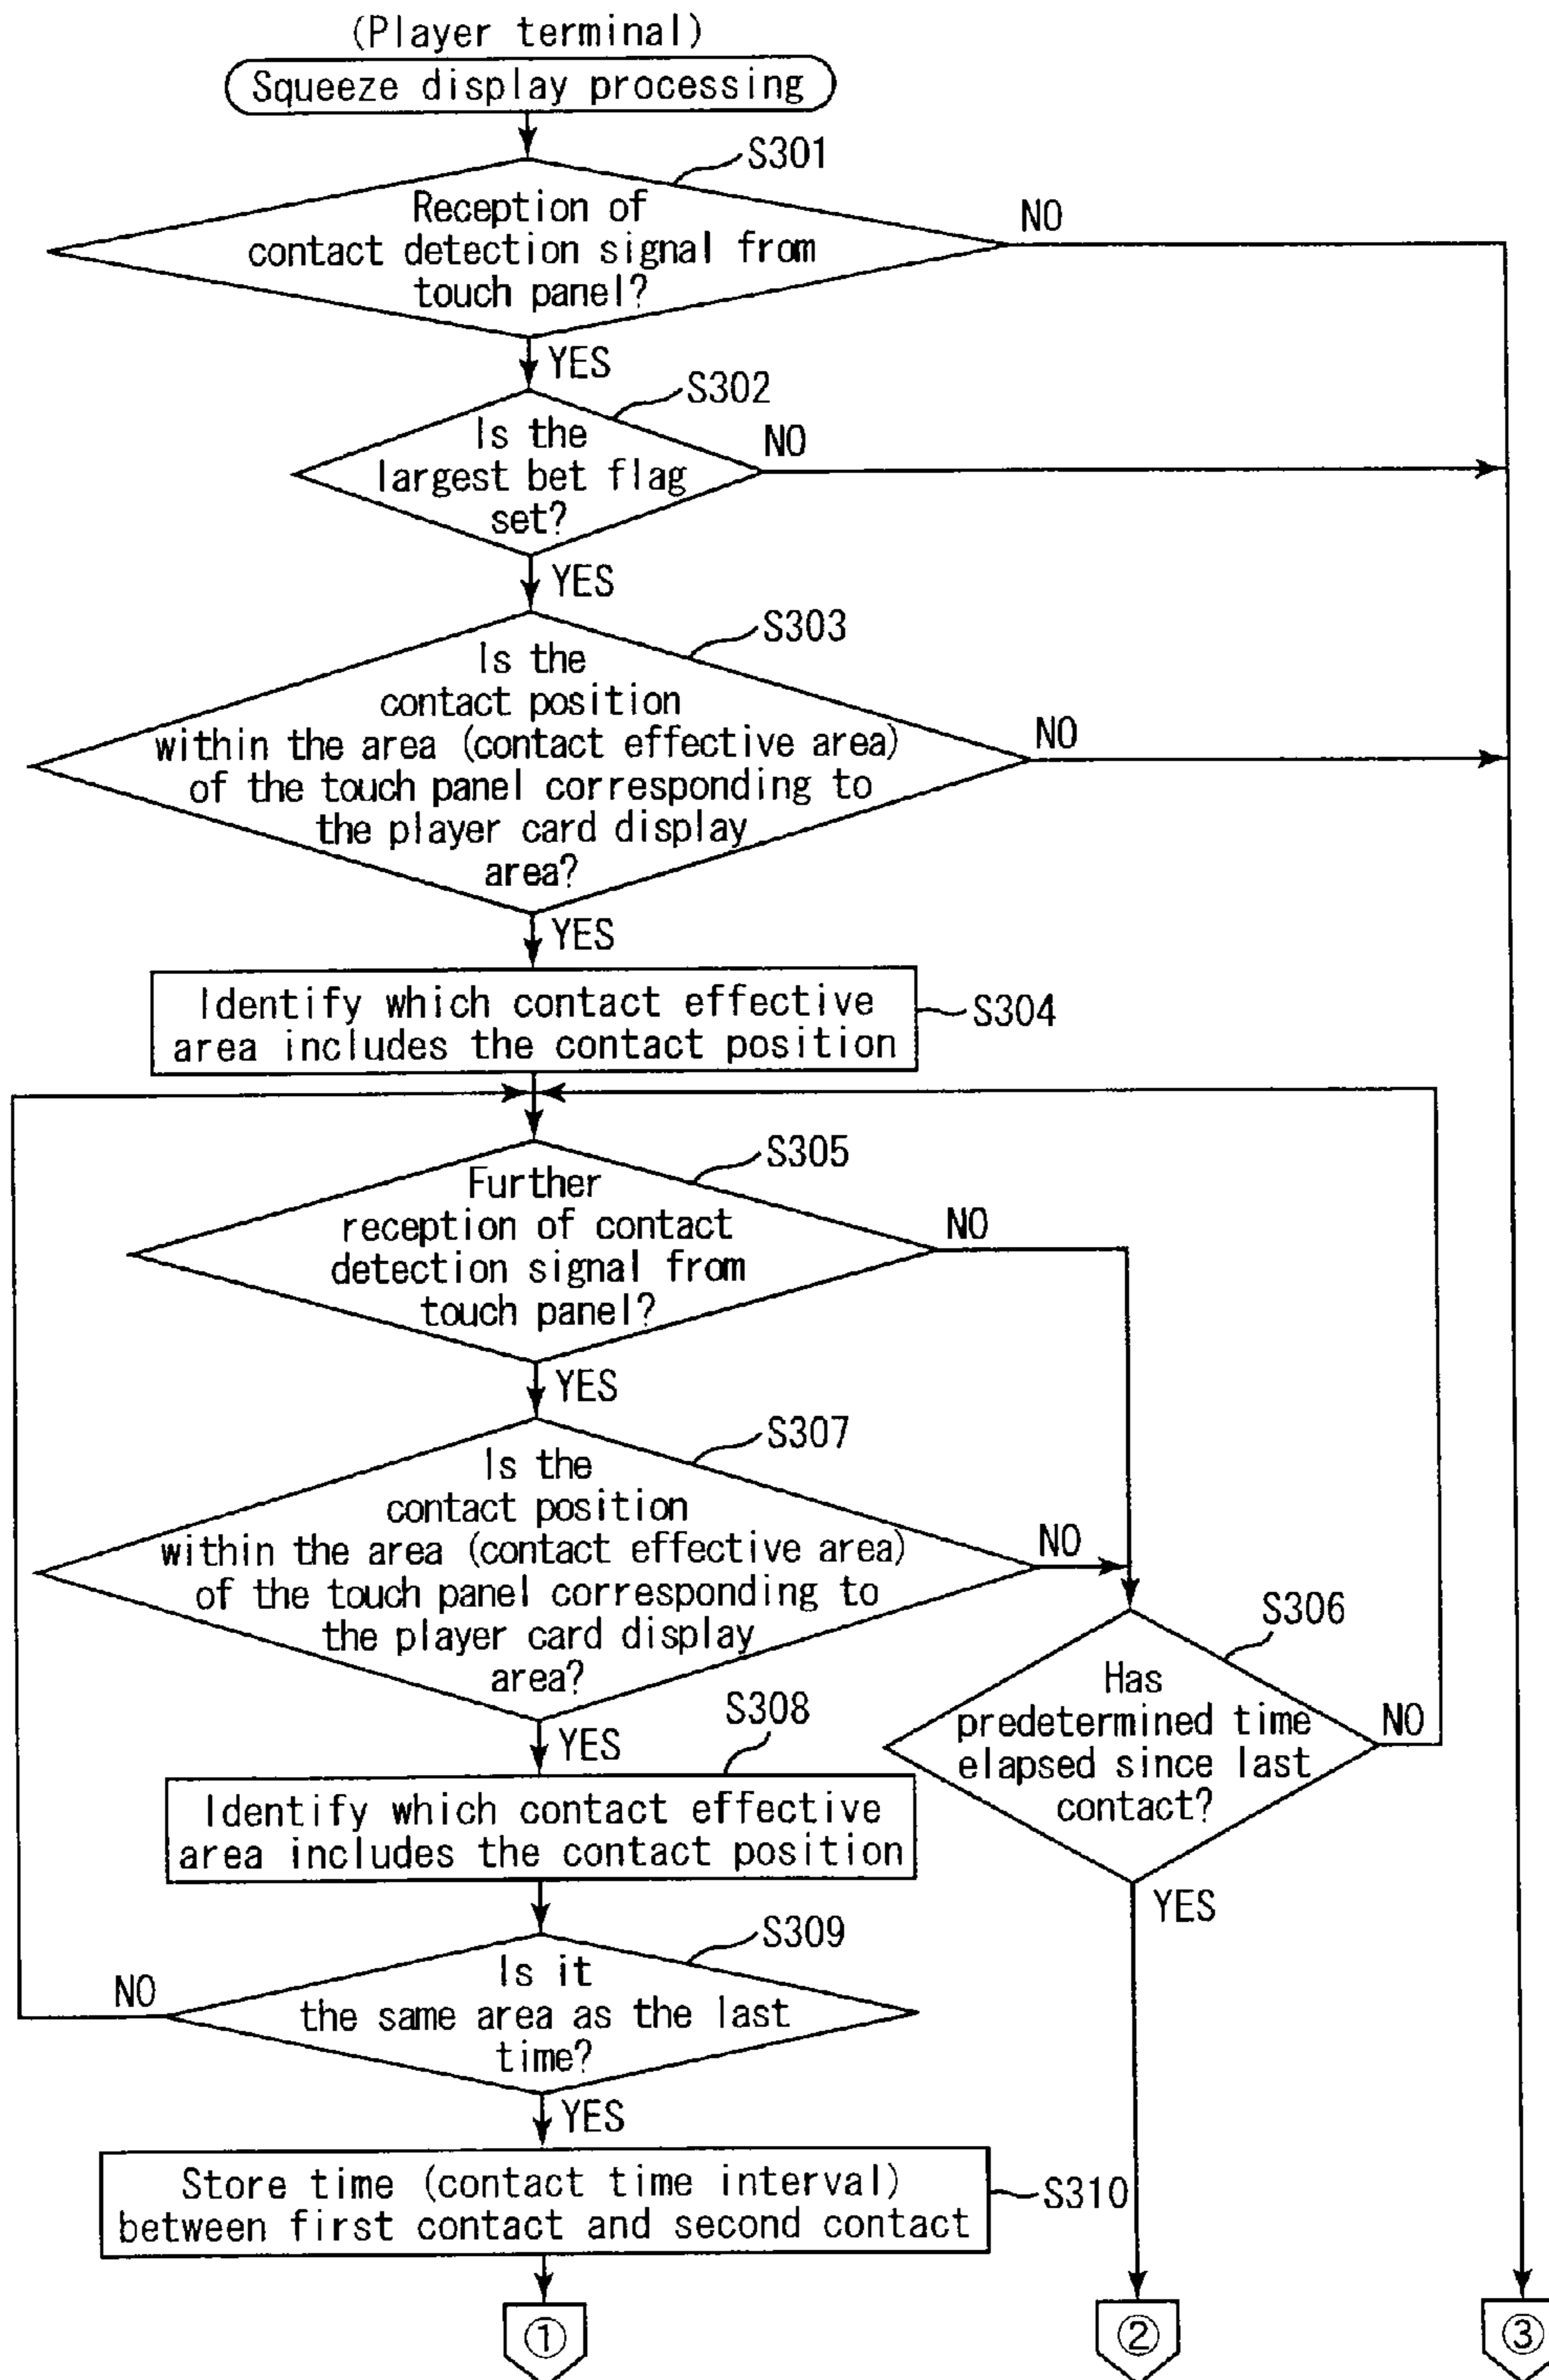 (Player terminal)
Squeeze display processing
S301
Reception of
contact detection signal from
touch panel?
NO
YES
S302
Is the
largest bet flag
set?
NO
YES
S303
Is the
contact position
within the area (contact effective area)
of the touch panel corresponding to
the player card display
area?
NO
YES
Identify which contact effective
area includes the contact position
S304
S305
Further
reception of contact
detection signal from
touch panel?
NO
YES
S307
Is the
contact position
within the area (contact effective area)
of the touch panel corresponding to
the player card display
area?
NO
YES
S306
Has
predetermined time
elapsed since last
contact?
NO
YES
S308
Identify which contact effective
area includes the contact position
S309
Is it
the same area as the last
time?
NO
YES
Store time (contact time interval)
between first contact and second contact
S310
①
②
③